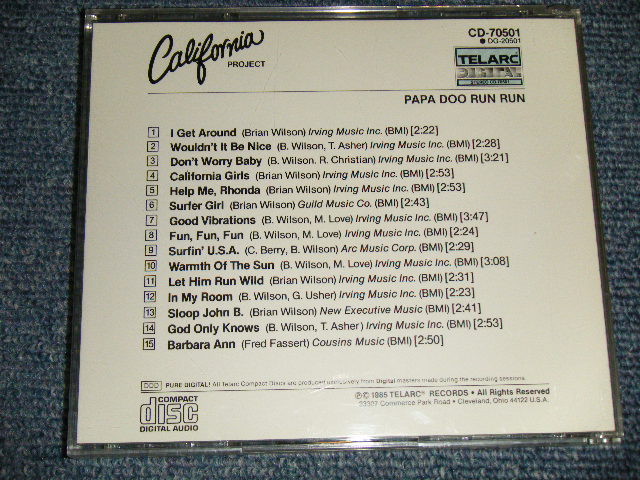 California
PROJECT
CD-70501
● DG-20501
TELARC
DIGITAL
PAPA DOO RUN RUN
1 I Get Around (Brian Wilson) Irving Music Inc. (BMI) [2:22]
2 Wouldn't It Be Nice (B. Wilson, T. Asher) Irving Music Inc. (BMI) [2:28]
3 Don't Worry Baby (B. Wilson. R. Christian) Irving Music Inc. (BMI) [3:21]
4 California Girls (Brian Wilson) Irving Music Inc. (BMI) [2:53]
5 Help Me, Rhonda (Brian Wilson) Irving Music Inc. (BMI) [2:53]
6 Surfer Girl (Brian Wilson) Guild Music Co. (BMI) [2:43]
7 Good Vibrations (B. Wilson, M. Love) Irving Music Inc. (BMI) [3:47]
8 Fun, Fun, Fun (B. Wilson, M. Love) Irving Music Inc. (BMI) [2:24]
9 Surfin' U.S.A. (C. Berry, B. Wilson) Arc Music Corp. (BMI) [2:29]
10 Warmth Of The Sun (B. Wilson, M. Love) Irving Music Inc. (BMI) [3:08]
11 Let Him Run Wild (Brian Wilson) Irving Music Inc. (BMI) [2:31]
12 In My Room (B. Wilson, G. Usher) Irving Music Inc. (BMI) [2:23]
13 Sloop John B. (Brian Wilson) New Executive Music (BMI) [2:41]
14 God Only Knows (B. Wilson, T. Asher) Irving Music Inc. (BMI) [2:53]
15 Barbara Ann (Fred Fassert) Cousins Music (BMI) [2:50]
DDD PURE DIGITAL! All Telarc Compact Discs are produced exclusively from Digital masters made during the recording sessions.
COMPACT
disc
DIGITAL AUDIO
℗© 1985 TELARC® RECORDS • All Rights Reserved
23307 Commerce Park Road • Cleveland, Ohio 44122 U.S.A.